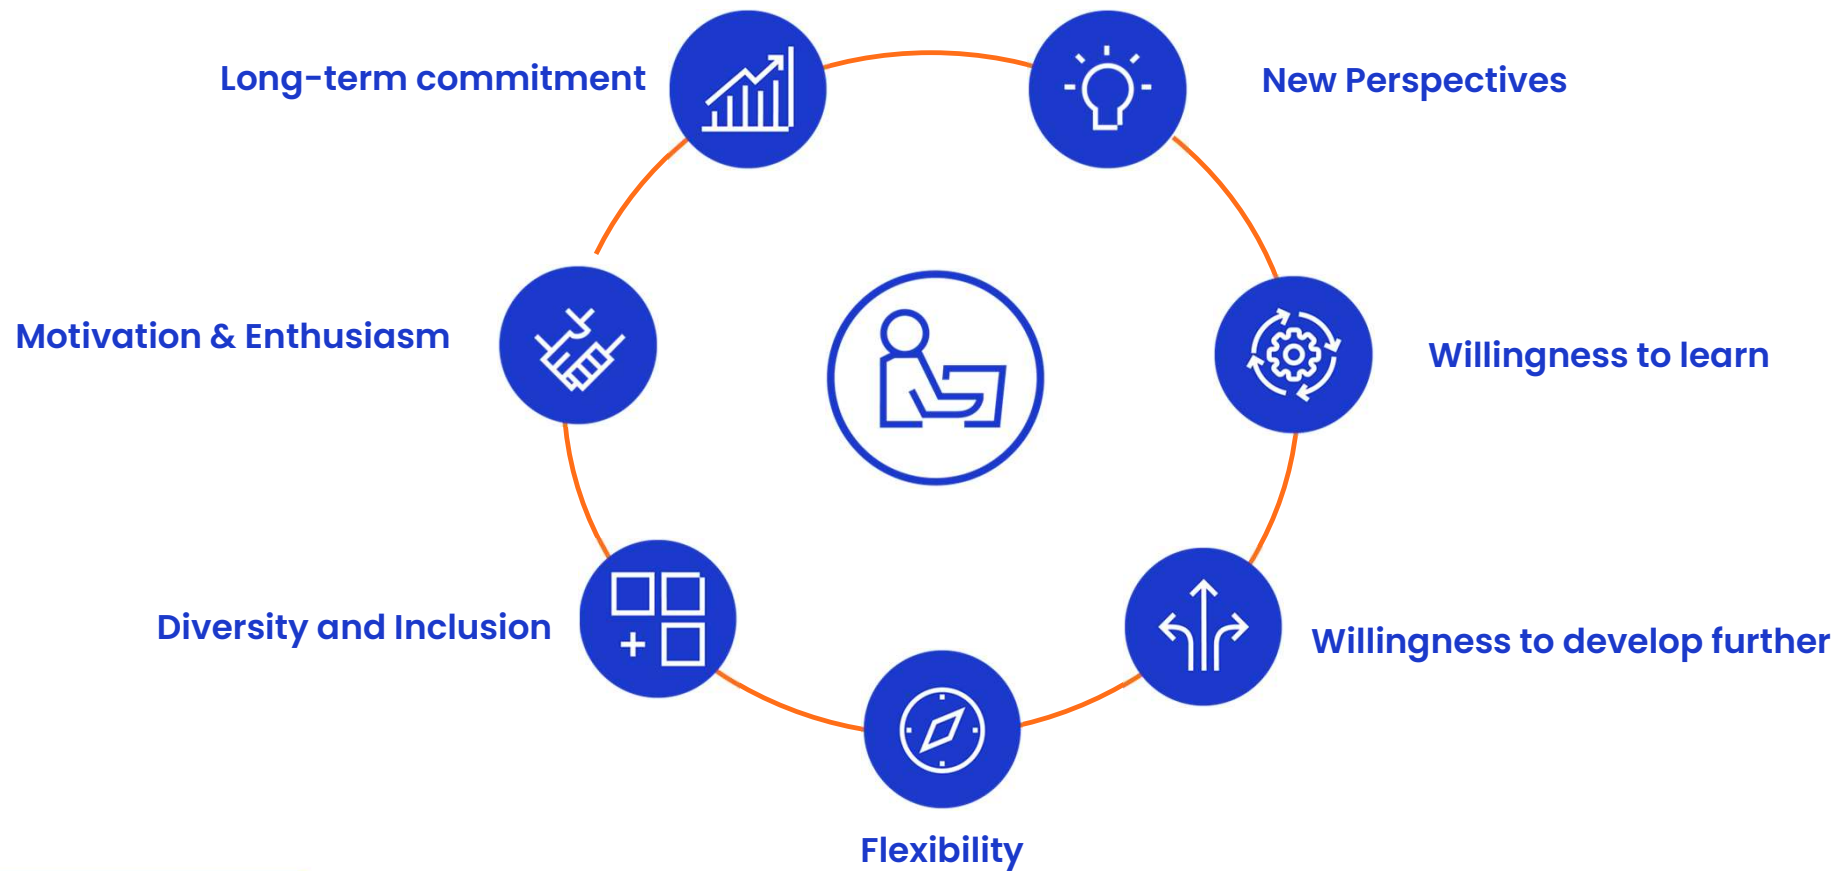 Long-term commitment
New Perspectives
Motivation & Enthusiasm
Willingness to learn
Diversity and Inclusion
Willingness to develop further
Flexibility